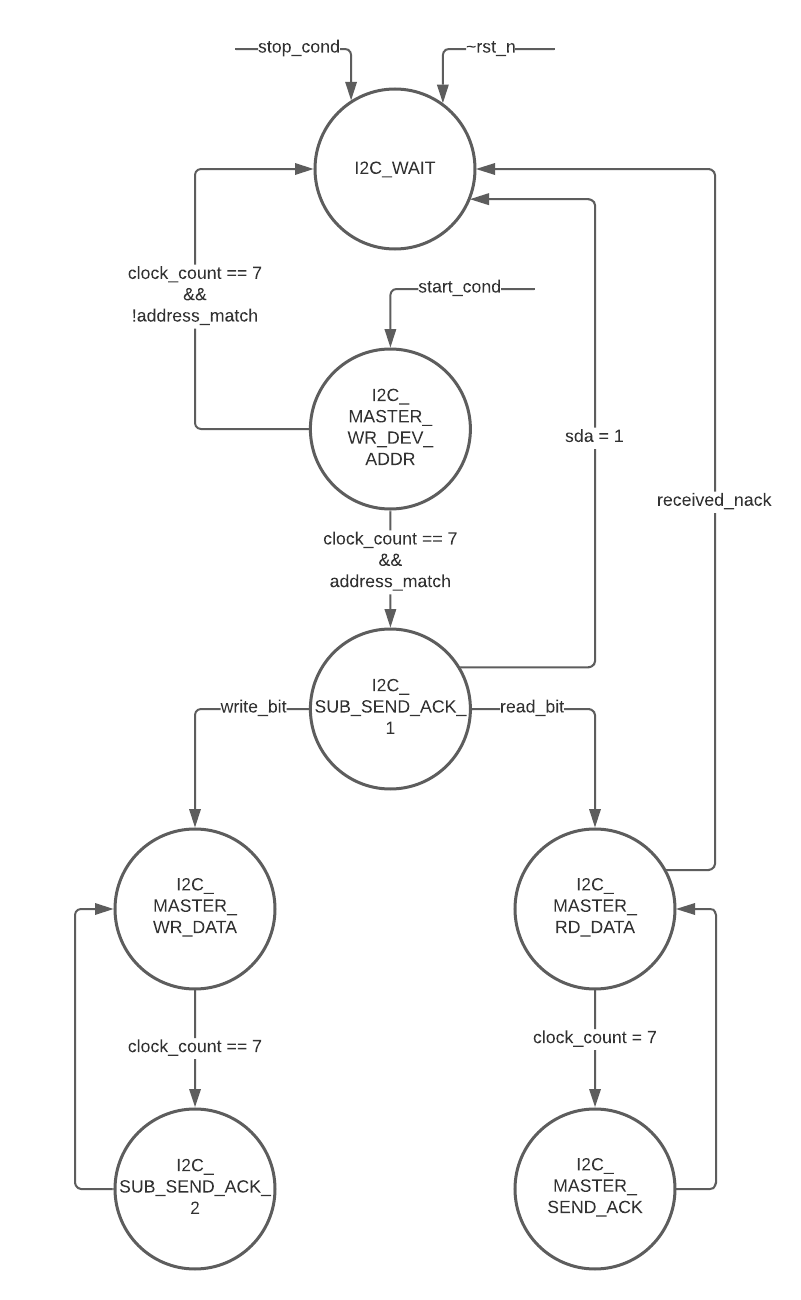 stop_cond
~rst_n
I2C_WAIT
clock_count == 7
&&
!address_match
start_cond
I2C_
MASTER_
WR_DEV_
ADDR
sda = 1
received_nack
clock_count == 7
&&
address_match
I2C_
SUB_SEND_ACK_
1
write_bit
read_bit
I2C_
MASTER_
WR_DATA
I2C_
MASTER_
RD_DATA
clock_count == 7
clock_count = 7
I2C_
SUB_SEND_ACK_
2
I2C_
MASTER_
SEND_ACK